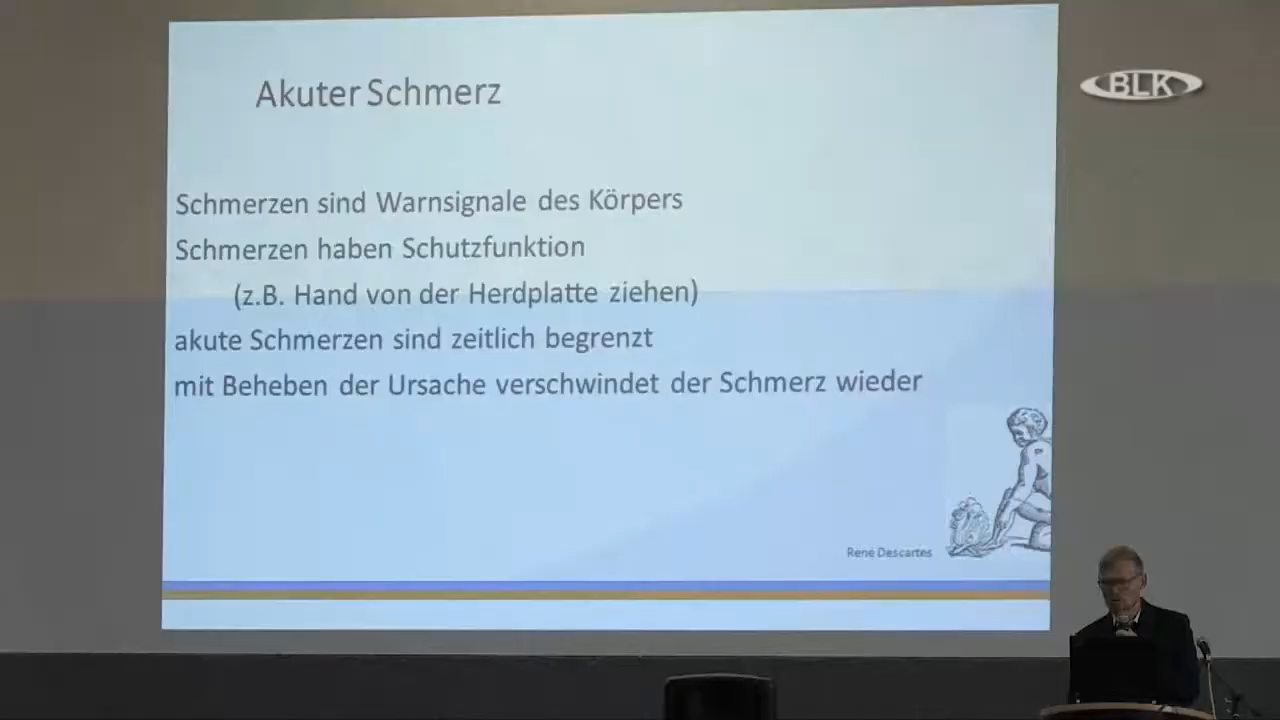 Akuter Schmerz
BLK
Schmerzen sind Warnsignale des Körpers
Schmerzen haben Schutzfunktion
(z.B. Hand von der Herdplatte ziehen)
akute Schmerzen sind zeitlich begrenzt
mit Beheben der Ursache verschwindet der Schmerz wieder
René Descartes